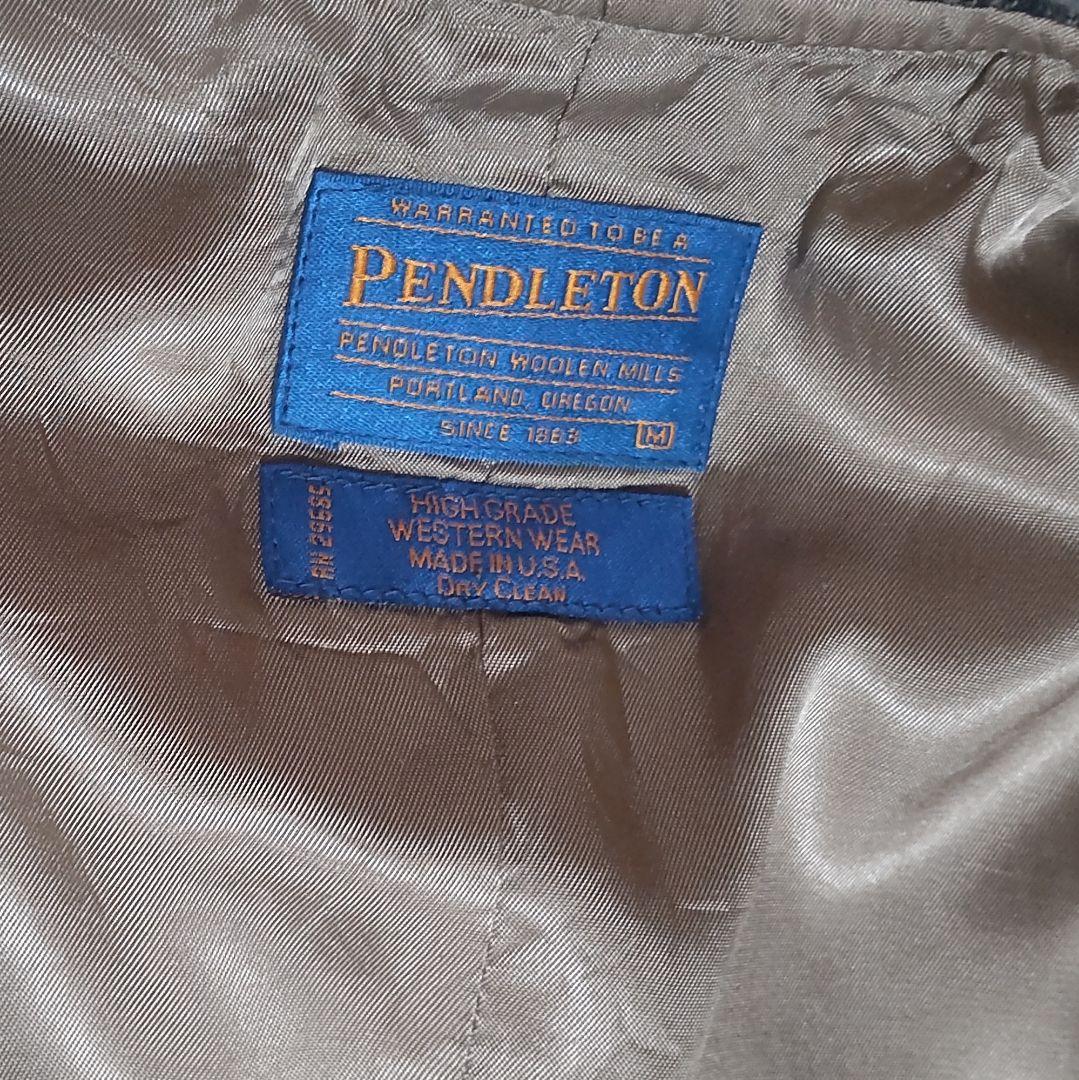 WARRANTED TO BE A
PENDLETON
PENDLETON WOOLEN MILLS
PORTLAND, OREGON
SINCE 1863 M
RN 29685
HIGH GRADE
WESTERN WEAR
MADE IN U.S.A.
DRY CLEAN